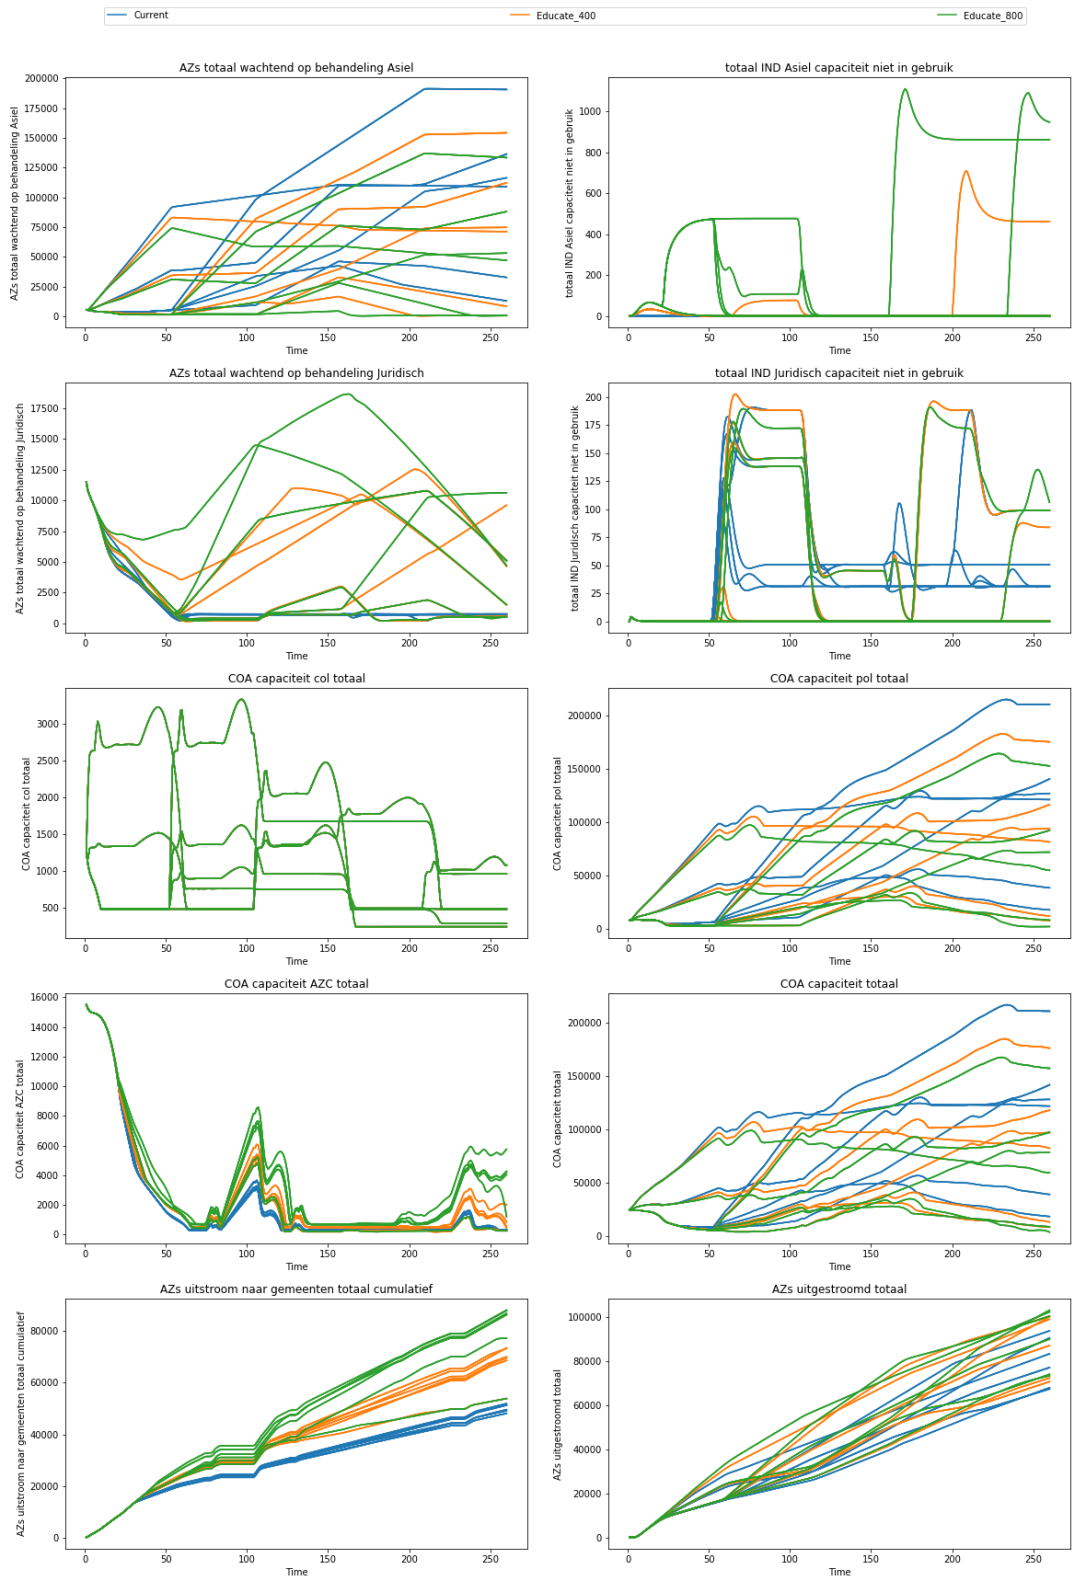 Current Educate_400 Educate_800
AZs totaal wachtend op behandeling Asiel
AZs totaal wachtend op behandeling Asiel
200000
175000
150000
125000
100000
75000
50000
25000
0
0 50 100 150 200 250
Time
totaal IND Asiel capaciteit niet in gebruik
totaal IND Asiel capaciteit niet in gebruik
1000
800
600
400
200
0
0 50 100 150 200 250
Time
AZs totaal wachtend op behandeling Juridisch
AZs totaal wachtend op behandeling Juridisch
17500
15000
12500
10000
7500
5000
2500
0
0 50 100 150 200 250
Time
totaal IND Juridisch capaciteit niet in gebruik
totaal IND Juridisch capaciteit niet in gebruik
200
175
150
125
100
75
50
25
0
0 50 100 150 200 250
Time
COA capaciteit col totaal
COA capaciteit col totaal
3000
2500
2000
1500
1000
500
0 50 100 150 200 250
Time
COA capaciteit pol totaal
COA capaciteit pol totaal
200000
150000
100000
50000
0
0 50 100 150 200 250
Time
COA capaciteit AZC totaal
COA capaciteit AZC totaal
16000
14000
12000
10000
8000
6000
4000
2000
0
0 50 100 150 200 250
Time
COA capaciteit totaal
COA capaciteit totaal
200000
150000
100000
50000
0
0 50 100 150 200 250
Time
AZs uitstroom naar gemeenten totaal cumulatief
AZs uitstroom naar gemeenten totaal cumulatief
80000
60000
40000
20000
0
0 50 100 150 200 250
Time
AZs uitgestroomd totaal
AZs uitgestroomd totaal
100000
80000
60000
40000
20000
0
0 50 100 150 200 250
Time